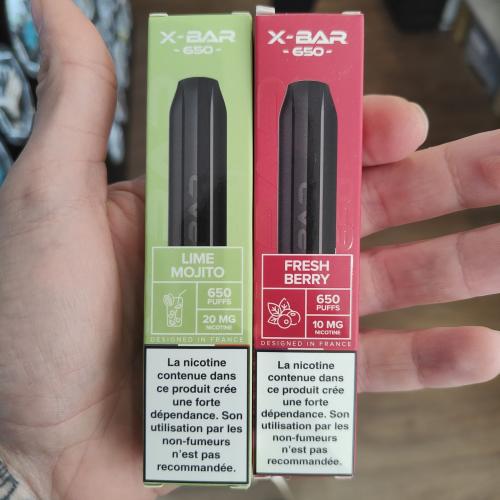 X-BAR
- 650 -
LIME
MOJITO
650
PUFFS
20 MG
NICOTINE
DESIGNED IN FRANCE
La nicotine
contenue dans
ce produit crée
une forte
dépendance. Son
utilisation par les
non-fumeurs
n'est pas
recommandée.
X-BAR
- 650 -
FRESH
BERRY
650
PUFFS
10 MG
NICOTINE
DESIGNED IN FRANCE
La nicotine
contenue dans
ce produit crée
une forte
dépendance. Son
utilisation par les
non-fumeurs
n'est pas
recommandée.